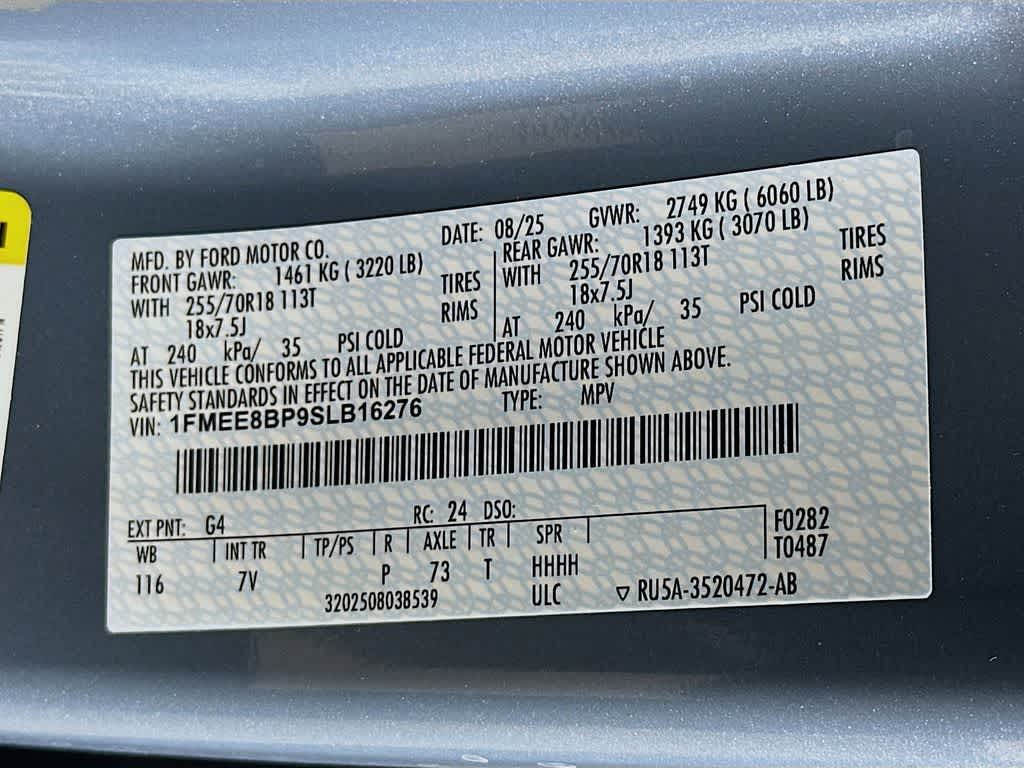 MFD. BY FORD MOTOR CO. DATE: 08/25 GVWR: 2749 KG ( 6060 LB)
FRONT GAWR: 1461 KG ( 3220 LB)
WITH 255/70R18 113T TIRES
18x7.5J RIMS
AT 240 kPa/ 35 PSI COLD
REAR GAWR: 1393 KG ( 3070 LB)
WITH 255/70R18 113T TIRES
18x7.5J RIMS
AT 240 kPa/ 35 PSI COLD
THIS VEHICLE CONFORMS TO ALL APPLICABLE FEDERAL MOTOR VEHICLE
SAFETY STANDARDS IN EFFECT ON THE DATE OF MANUFACTURE SHOWN ABOVE.
VIN: 1FMEE8BP9SLB16276 TYPE: MPV
EXT PNT: G4 RC: 24 DSO:
WB INT TR TP/PS R AXLE TR SPR F0282
116 7V P 73 T HHHH T0487
3202508038539 ULC ▽ RU5A-3520472-AB